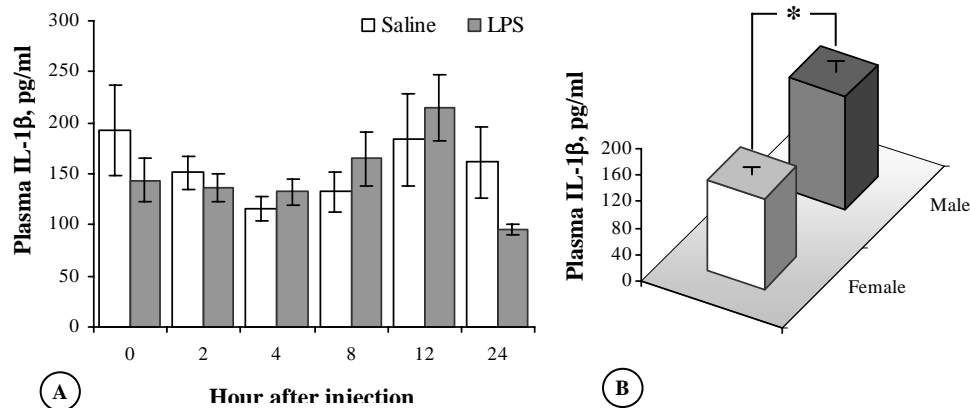 300
250
200
150
100
50
0
Plasma IL-1β, pg/ml
Saline LPS
0 2 4 8 12 24
Hour after injection
A
*
200
160
120
80
40
0
Plasma IL-1β, pg/ml
Male
Female
B